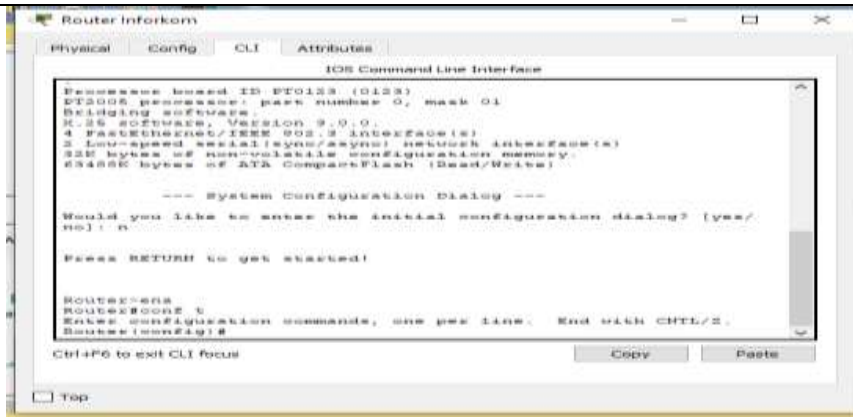 Router Inforkom
Physical Config CLI Attributes
IOS Command Line Interface
Processor board ID PT0123 (0123)
PT2005 processor: part number 0, mask 01
Bridging software.
X.25 software, Version 3.0.0.
4 FastEthernet/IEEE 802.3 interface(s)
2 Low-speed serial(sync/async) network interface(s)
32K bytes of non-volatile configuration memory.
63488K bytes of ATA CompactFlash (Read/Write)
--- System Configuration Dialog ---
Would you like to enter the initial configuration dialog? [yes/
no]: n
Press RETURN to get started!
Router>ena
Router#conf t
Enter configuration commands, one per line. End with CNTL/Z.
Router(config)#
Ctrl+F6 to exit CLI focus
Copy Paste
Top